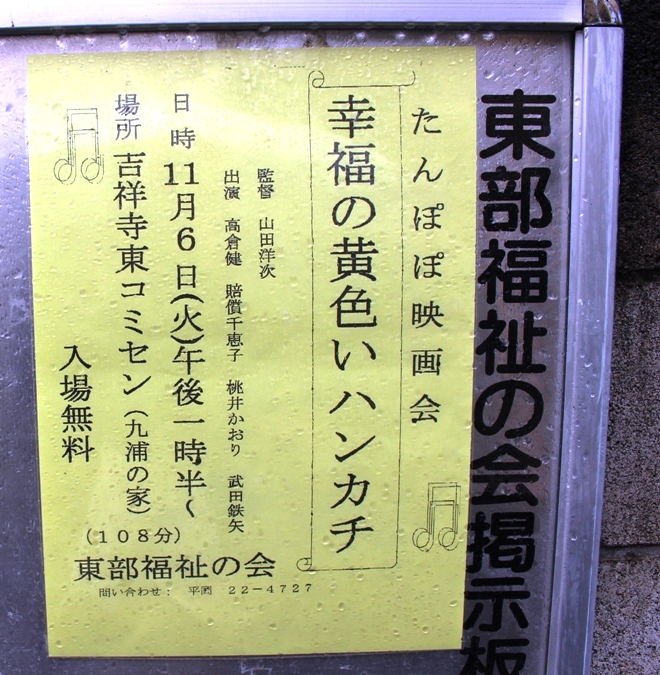 東部福祉の会掲示板
たんぽぽ映画会
幸福の黄色いハンカチ
監督 山田洋次
出演 高倉健 賠償千恵子 桃井かおり 武田鉄矢
日時 11月6日(火)午後一時半~
場所 吉祥寺東コミセン(九浦の家)
入場無料
(108分)
東部福祉の会
問い合わせ: 22-4727